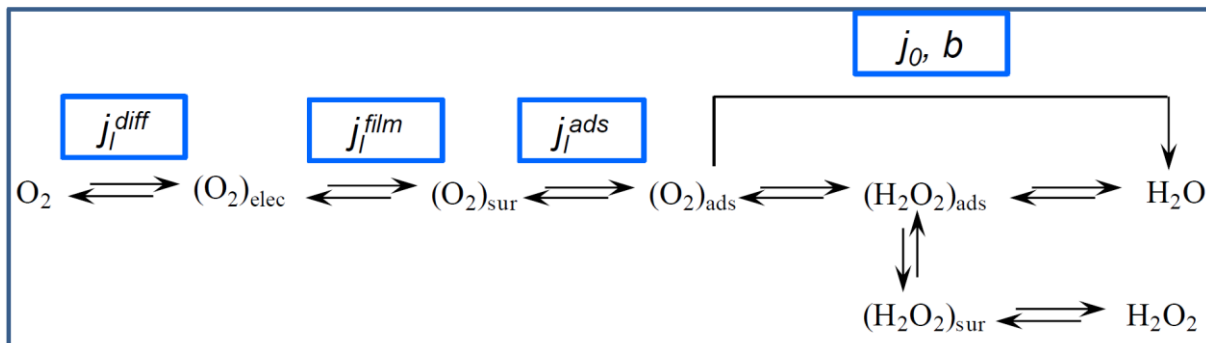 j₀, b
jₗᵈⁱᶠᶠ jₗᶠⁱˡᵐ jₗᵃᵈˢ
O₂ (O₂)elec (O₂)sur (O₂)ads (H₂O₂)ads H₂O
(H₂O₂)sur H₂O₂